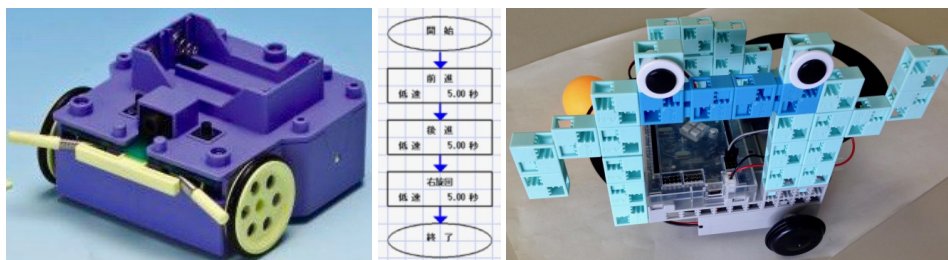 開 始
前 進
低 速 5.00 秒
後 進
低 速 5.00 秒
右旋回
低 速 5.00 秒
終 了